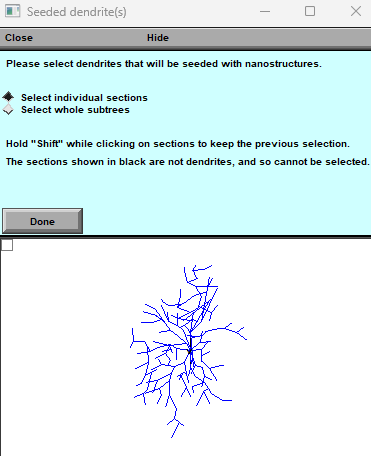 Seeded dendrite(s)
Close Hide
Please select dendrites that will be seeded with nanostructures.
Select individual sections
Select whole subtrees
Hold "Shift" while clicking on sections to keep the previous selection.
The sections shown in black are not dendrites, and so cannot be selected.
Done